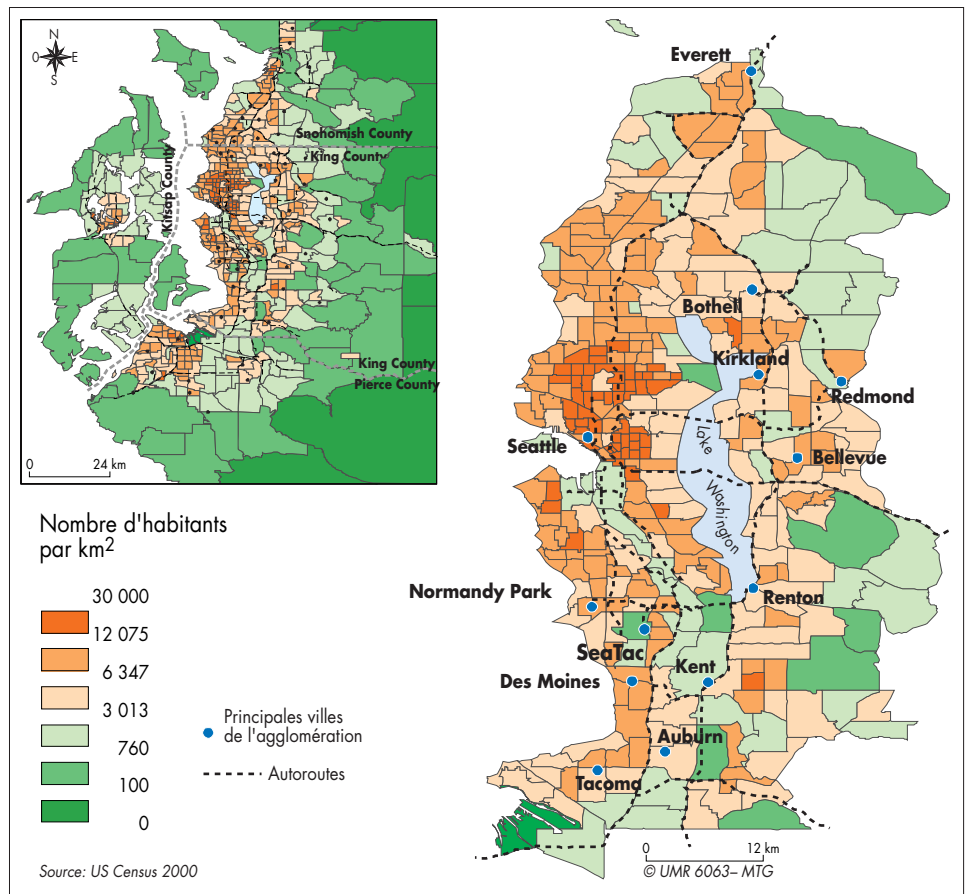 N
O E
S
Snohomish County
King County
Kitsap County
King County
Pierce County
0 24 km
Nombre d'habitants
par km2
30 000
12 075
6 347
3 013
760
100
0
Principales villes
de l'agglomération
Autoroutes
Source: US Census 2000
Everett
Bothell
Kirkland
Redmond
Seattle
Lake
Washington
Bellevue
Normandy Park
Renton
SeaTac
Kent
Des Moines
Auburn
Tacoma
0 12 km
© UMR 6063– MTG